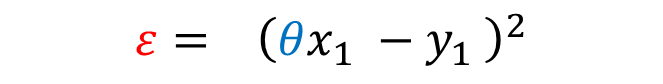 ε = (θx₁ − y₁)²